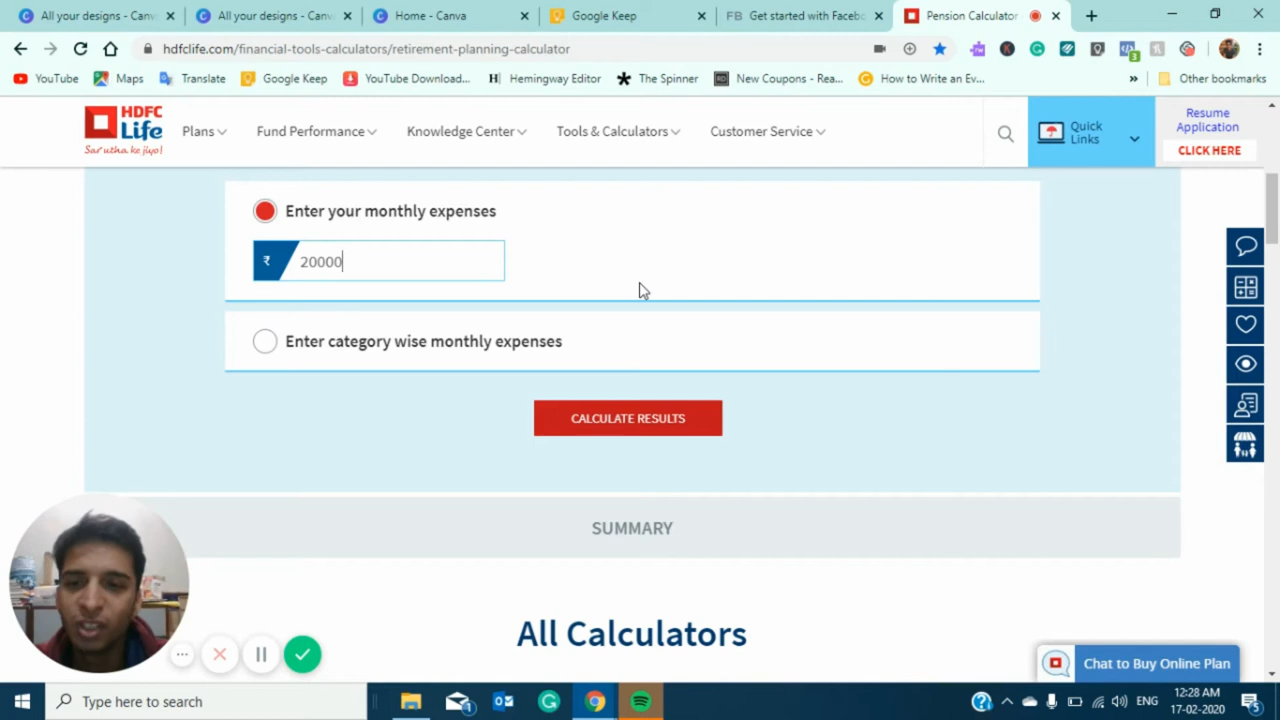 All your designs - Canva
All your designs - Canva
Home - Canva
Google Keep
FB Get started with Facebo
Pension Calculator
hdfclife.com/financial-tools-calculators/retirement-planning-calculator
YouTube
Maps
Translate
Google Keep
YouTube Download...
H Hemingway Editor
The Spinner
New Coupons - Rea...
How to Write an Ev...
»
Other bookmarks
HDFC
Life
Sar utha ke jiyo!
Plans
Fund Performance
Knowledge Center
Tools & Calculators
Customer Service
Quick
Links
Resume
Application
CLICK HERE
Enter your monthly expenses
₹ 20000
Enter category wise monthly expenses
CALCULATE RESULTS
SUMMARY
All Calculators
Chat to Buy Online Plan
Type here to search
ENG
12:28 AM
17-02-2020